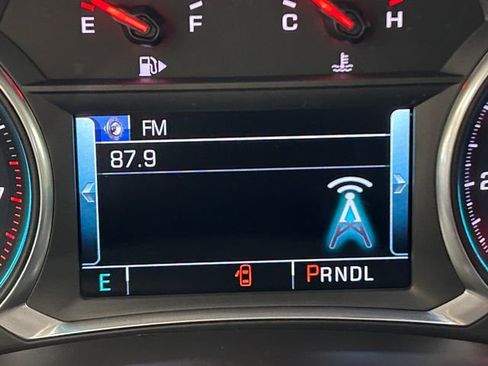 E F C H
FM
87.9
E PRNDL